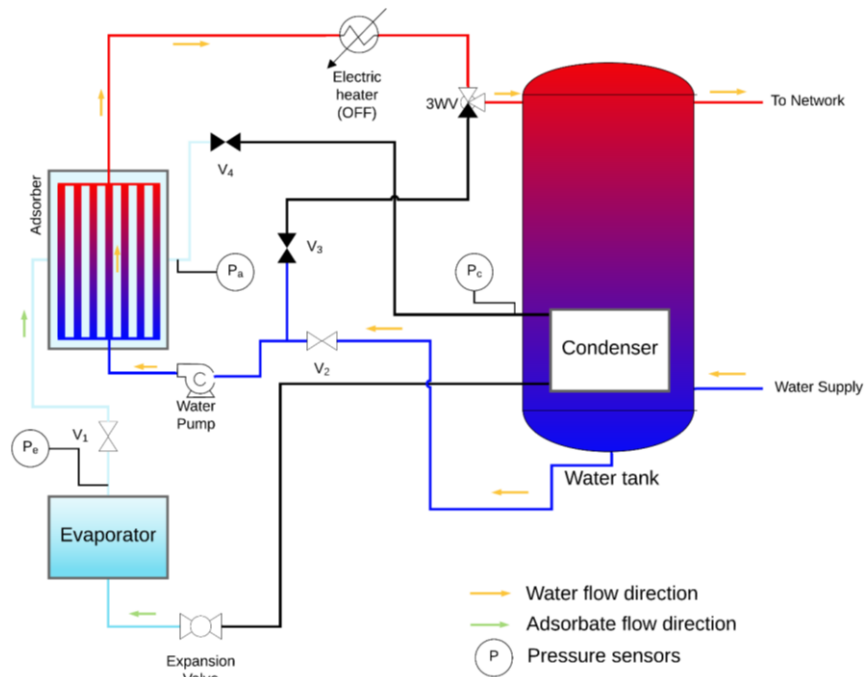 Electric
heater
(OFF)
3WV
To Network
Adsorber
V4
Pa
V3
Pc
Condenser
V2
Water
Pump
C
Water Supply
V1
Pe
Water tank
Evaporator
Expansion
Water flow direction
Adsorbate flow direction
P
Pressure sensors